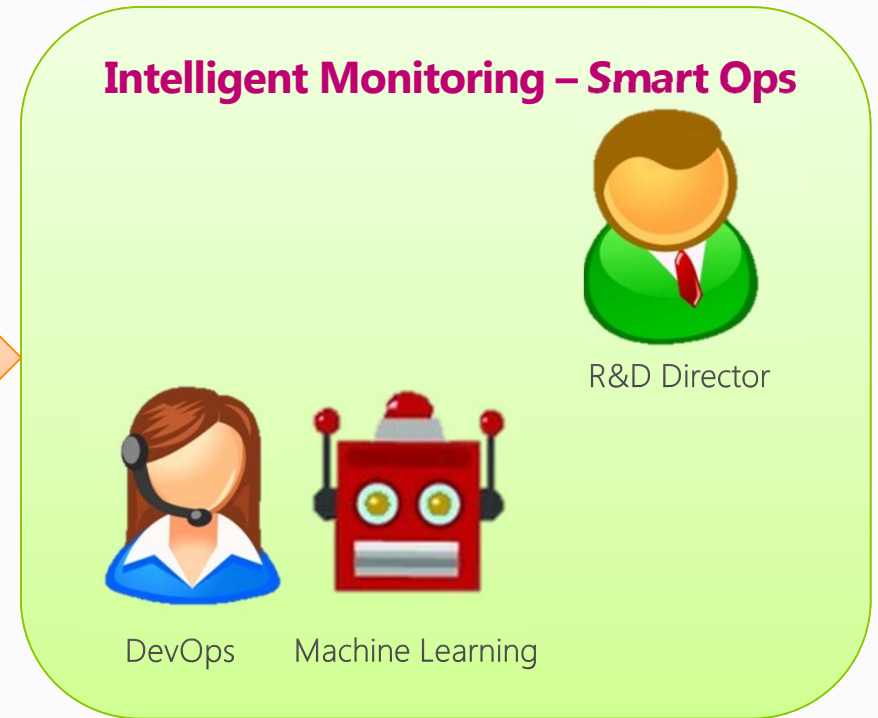 Intelligent Monitoring – Smart Ops
R&D Director
DevOps
Machine Learning